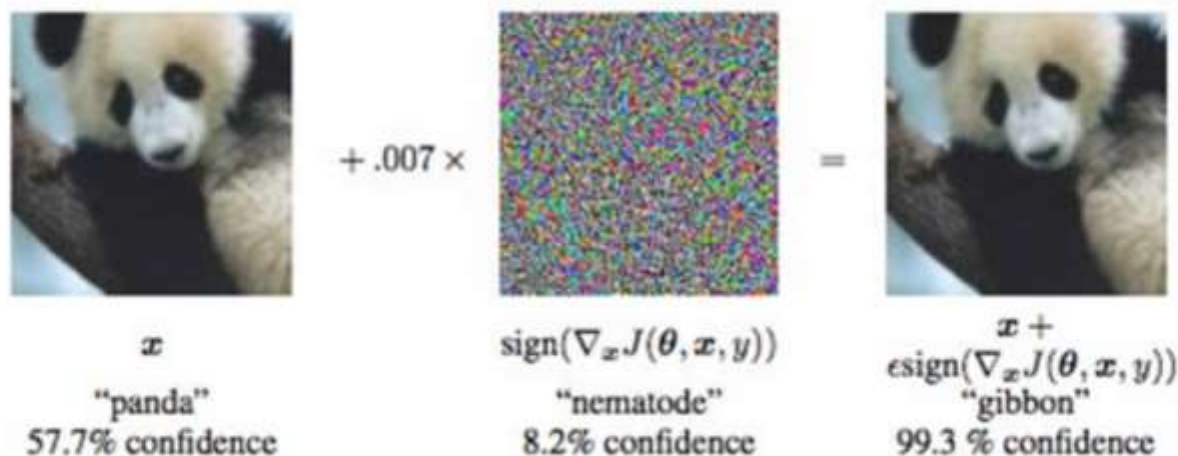 + .007 ×
=
x
“panda”
57.7% confidence
sign(∇ₓJ(θ, x, y))
“nematode”
8.2% confidence
x +
ϵsign(∇ₓJ(θ, x, y))
“gibbon”
99.3 % confidence